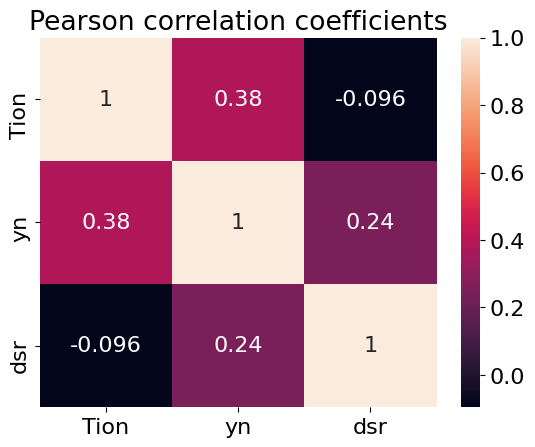 Pearson correlation coefficients
Tion 1 0.38 -0.096
yn 0.38 1 0.24
dsr -0.096 0.24 1
Tion yn dsr
1.0
0.8
0.6
0.4
0.2
0.0